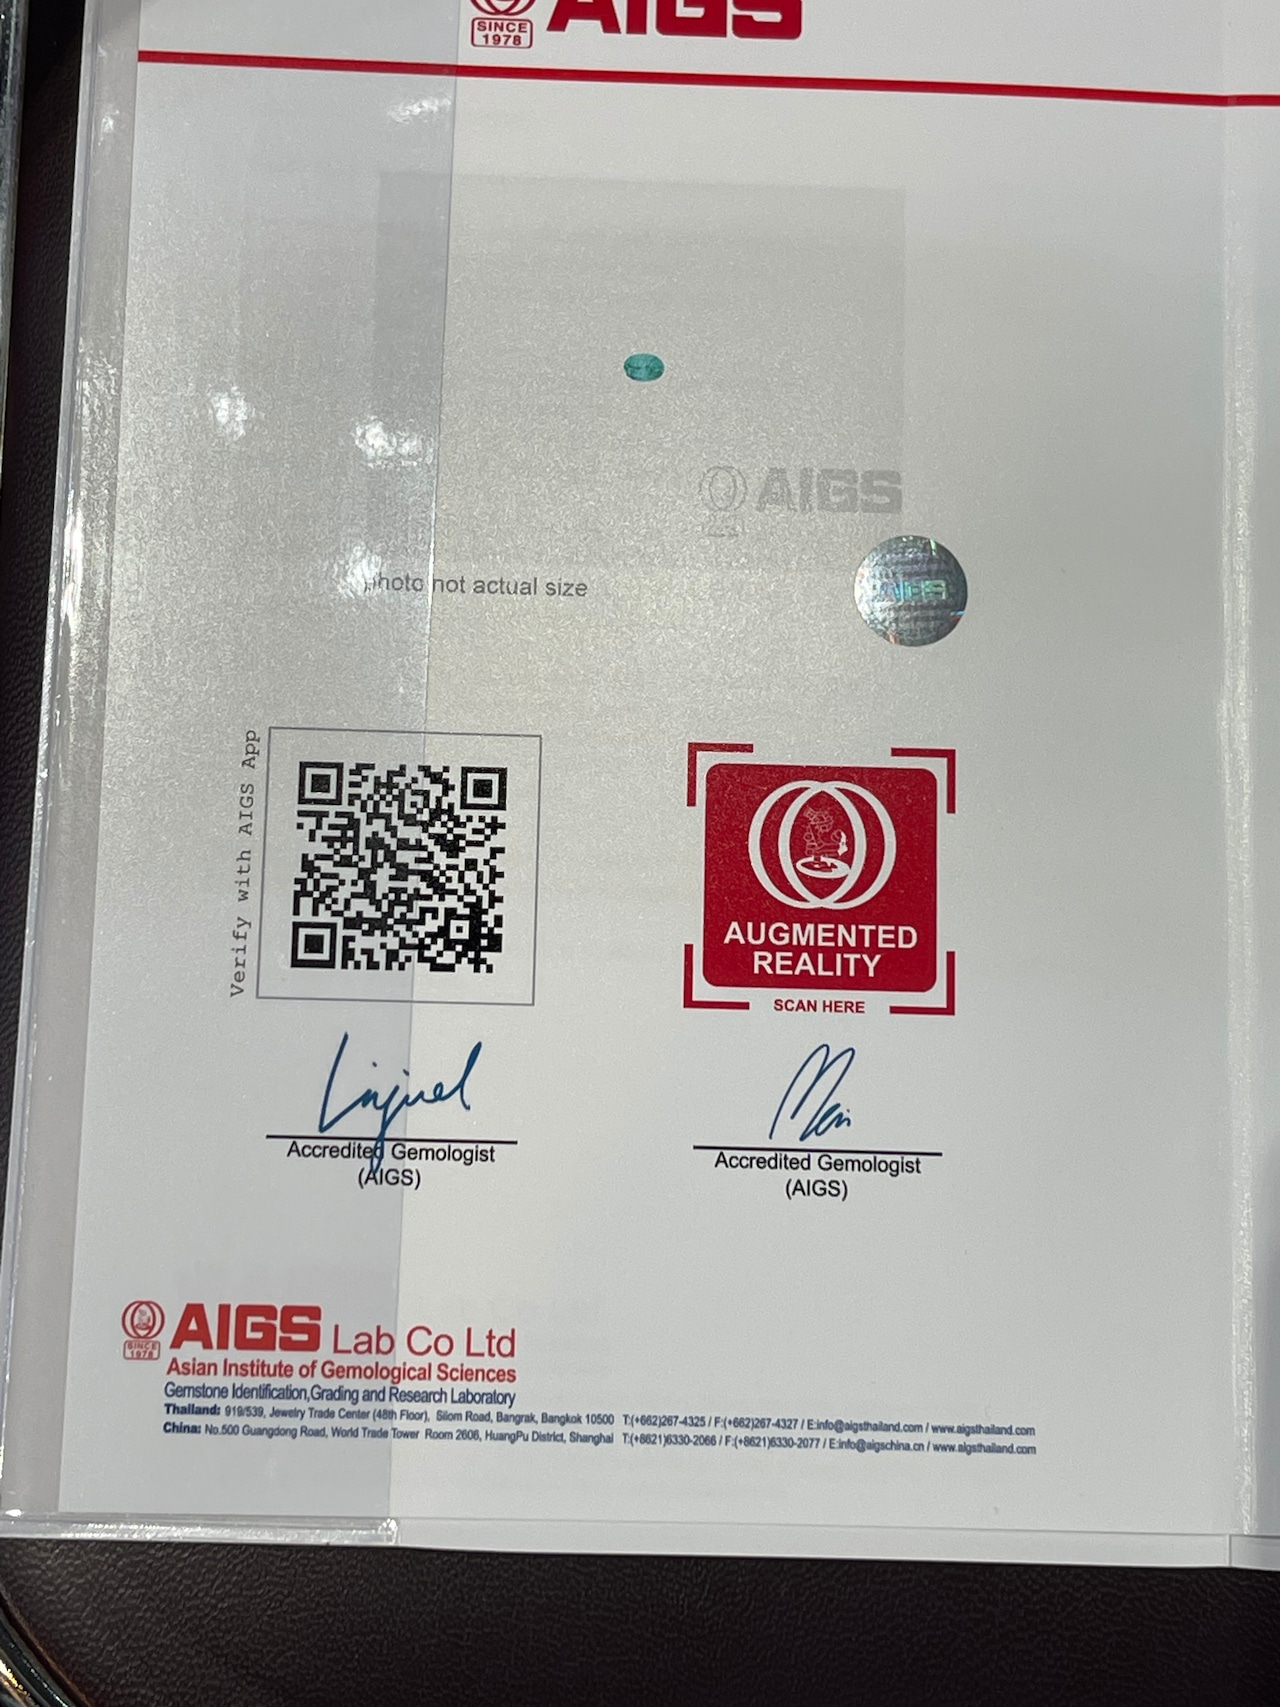 SINCE
1978
AIGS
AIGS
photo not actual size
AIGS
Verify with AIGS App
AUGMENTED
REALITY
SCAN HERE
Accredited Gemologist
(AIGS)
Accredited Gemologist
(AIGS)
SINCE
1978
AIGS Lab Co Ltd
Asian Institute of Gemological Sciences
Gemstone Identification,Grading and Research Laboratory
Thailand: 919/539, Jewelry Trade Center (48th Floor), Silom Road, Bangrak, Bangkok 10500 T:(+662)267-4325 / F:(+662)267-4327 / E:info@aigsthailand.com / www.aigsthailand.com
China: No.500 Guangdong Road, World Trade Tower Room 2606, HuangPu District, Shanghai T:(+8621)6330-2066 / F:(+8621)6330-2077 / E:info@aigschina.cn / www.aigsthailand.com